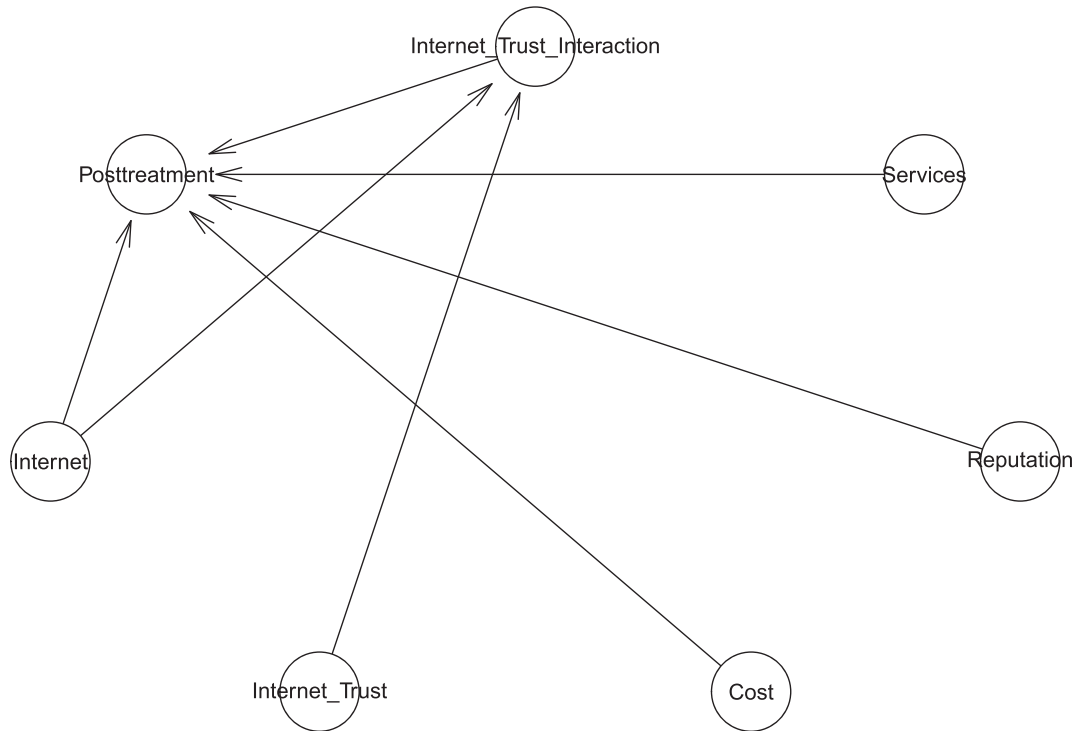 Internet_Trust_Interaction
Posttreatment
Services
Internet
Reputation
Internet_Trust
Cost